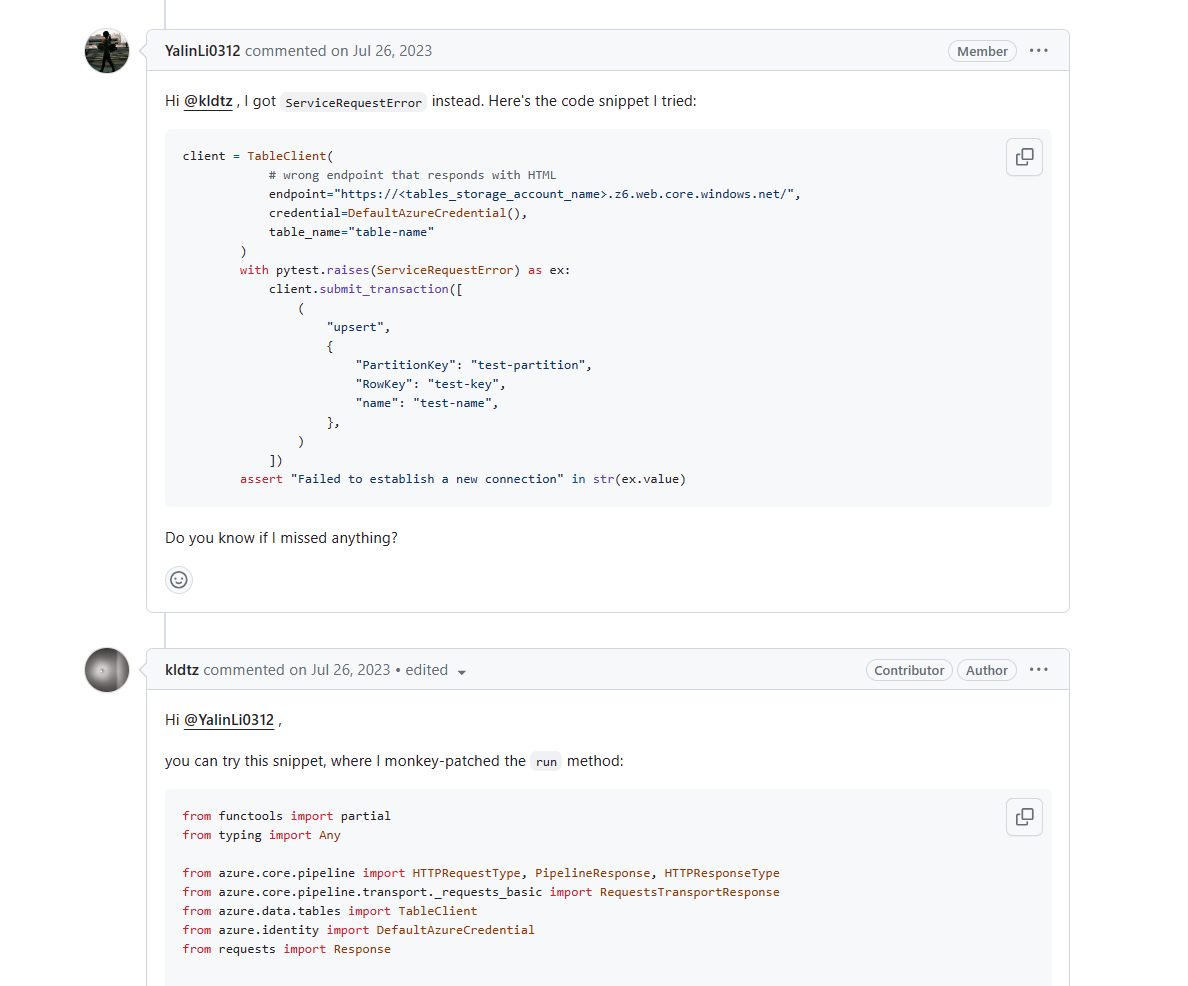 YalinLi0312 commented on Jul 26, 2023
Member
Hi @kldtz , I got ServiceRequestError instead. Here's the code snippet I tried:
client = TableClient(
            # wrong endpoint that responds with HTML
            endpoint="https://<tables_storage_account_name>.z6.web.core.windows.net/",
            credential=DefaultAzureCredential(),
            table_name="table-name"
        )
        with pytest.raises(ServiceRequestError) as ex:
            client.submit_transaction([
                (
                    "upsert",
                    {
                        "PartitionKey": "test-partition",
                        "RowKey": "test-key",
                        "name": "test-name",
                    },
                )
            ])
        assert "Failed to establish a new connection" in str(ex.value)
Do you know if I missed anything?
kldtz commented on Jul 26, 2023 • edited
Contributor
Author
Hi @YalinLi0312 ,
you can try this snippet, where I monkey-patched the run method:
from functools import partial
from typing import Any
from azure.core.pipeline import HTTPRequestType, PipelineResponse, HTTPResponseType
from azure.core.pipeline.transport._requests_basic import RequestsTransportResponse
from azure.data.tables import TableClient
from azure.identity import DefaultAzureCredential
from requests import Response